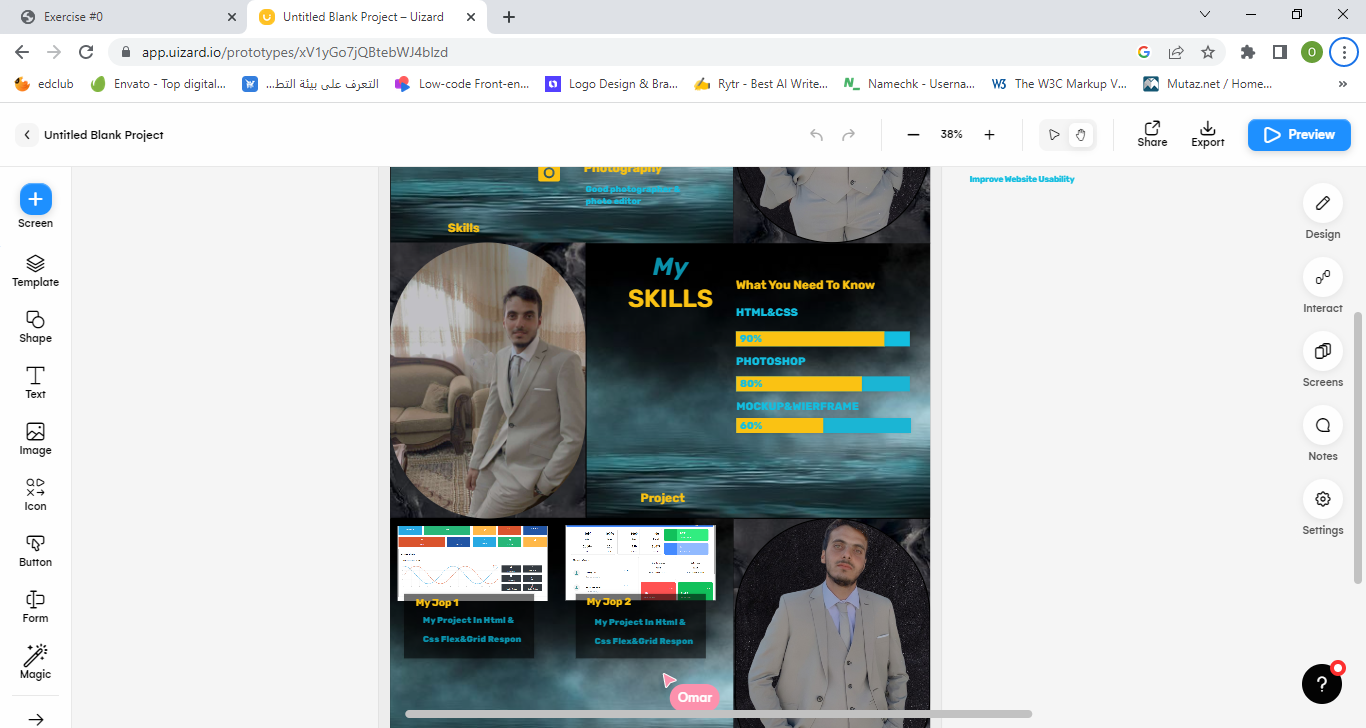 Exercise #0
Untitled Blank Project – Uizard
app.uizard.io/prototypes/xV1yGo7jQBtebWJ4blzd
O
edclub
Envato - Top digital...
التعرف على بيئة التط...
Low-code Front-en...
Logo Design & Bra...
Rytr - Best AI Write...
Namechk - Userna...
The W3C Markup V...
Mutaz.net / Home...
Untitled Blank Project
38%
Share
Export
Preview
Screen
Template
Shape
Text
Image
Icon
Button
Form
Magic
Photography
Good photographer &
photo editor
Skills
My
SKILLS
What You Need To Know
HTML&CSS
90%
PHOTOSHOP
80%
MOCKUP&WIERFRAME
60%
Project
My Jop 1
My Project In Html &
Css Flex&Grid Respon
My Jop 2
My Project In Html &
Css Flex&Grid Respon
Omar
Improve Website Usability
Design
Interact
Screens
Notes
Settings
?